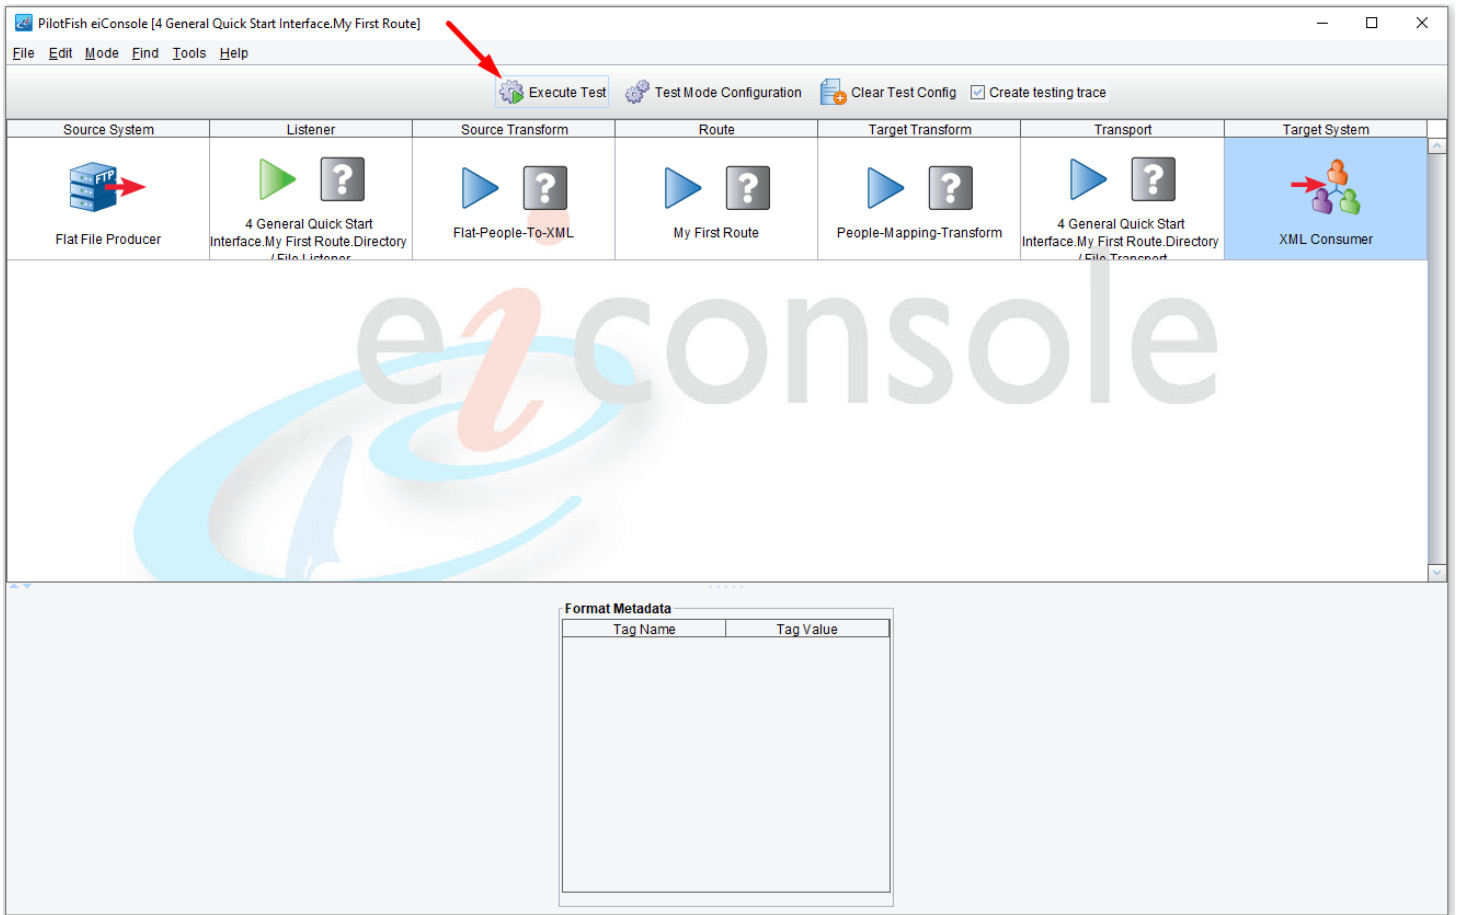 PilotFish eiConsole [4 General Quick Start Interface.My First Route]
File Edit Mode Find Tools Help
Execute Test Test Mode Configuration Clear Test Config Create testing trace
Source System Listener Source Transform Route Target Transform Transport Target System
FTP
? ? ? ? ?
Flat File Producer
4 General Quick Start
Interface.My First Route.Directory
/ File Listener
Flat-People-To-XML
My First Route
People-Mapping-Transform
4 General Quick Start
Interface.My First Route.Directory
/ File Transport
XML Consumer
eiconsole
Format Metadata
Tag Name Tag Value